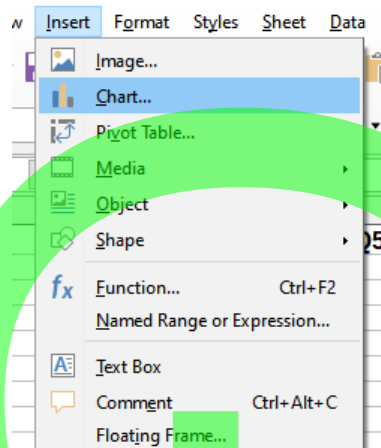 Insert Format Styles Sheet Data
Image...
Chart...
Pivot Table...
Media
Object
Shape
Function... Ctrl+F2
Named Range or Expression...
Text Box
Comment Ctrl+Alt+C
Floating Frame...